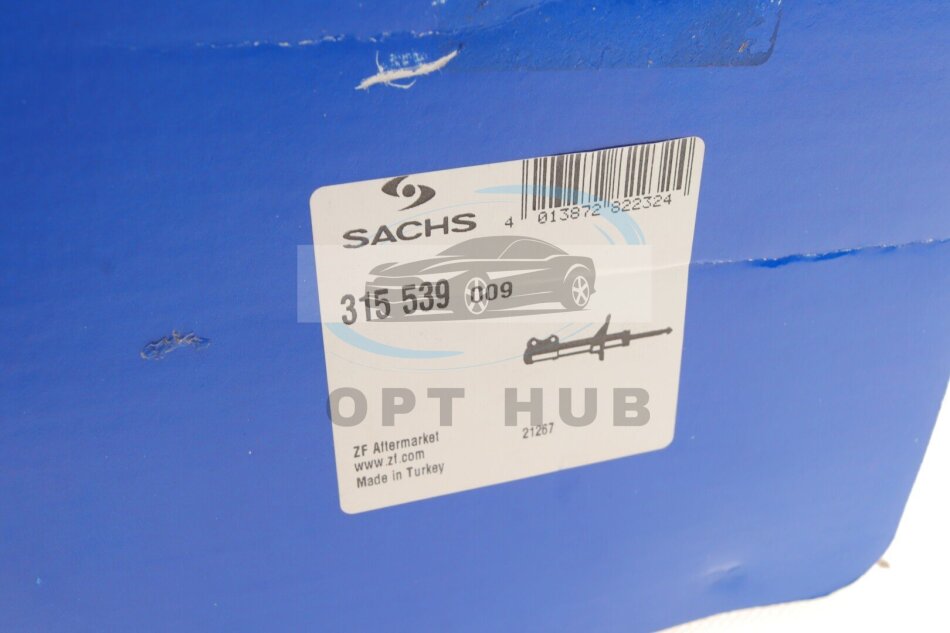 SACHS
4 013872 822324
315 539 009
OPT HUB
21267
ZF Aftermarket
www.zf.com
Made in Turkey